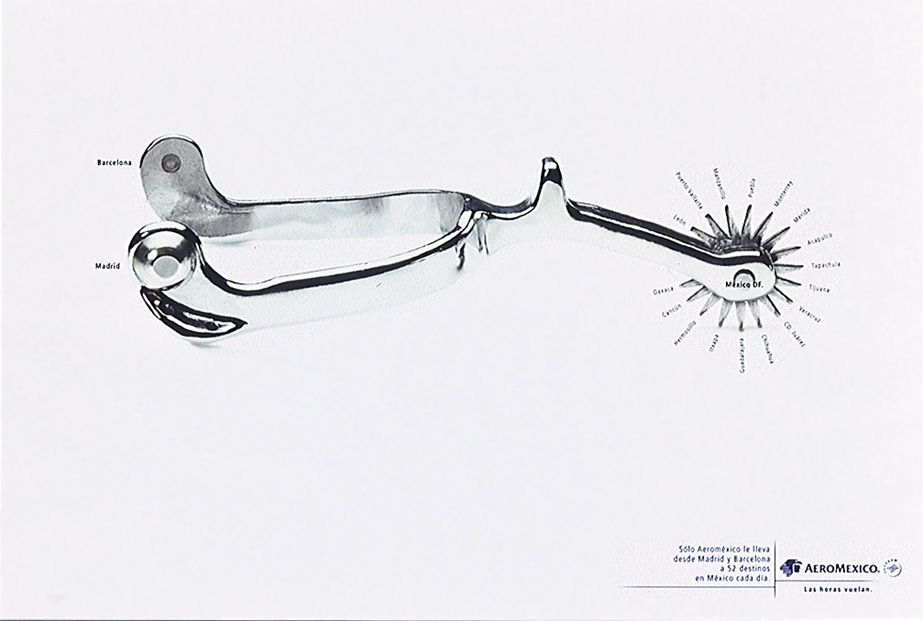 Barcelona
Madrid
León
Puerto Vallarta
Manzanillo
Puebla
Monterrey
Mérida
Acapulco
Tapachula
Tijuana
Veracruz
CD. Juárez
Chihuahua
Guadalajara
Ixtapa
Hermosillo
Cancún
Oaxaca
México DF.
Sólo Aeroméxico le lleva
desde Madrid y Barcelona
a 52 destinos
en México cada día.
AEROMEXICO.
Las horas vuelan.